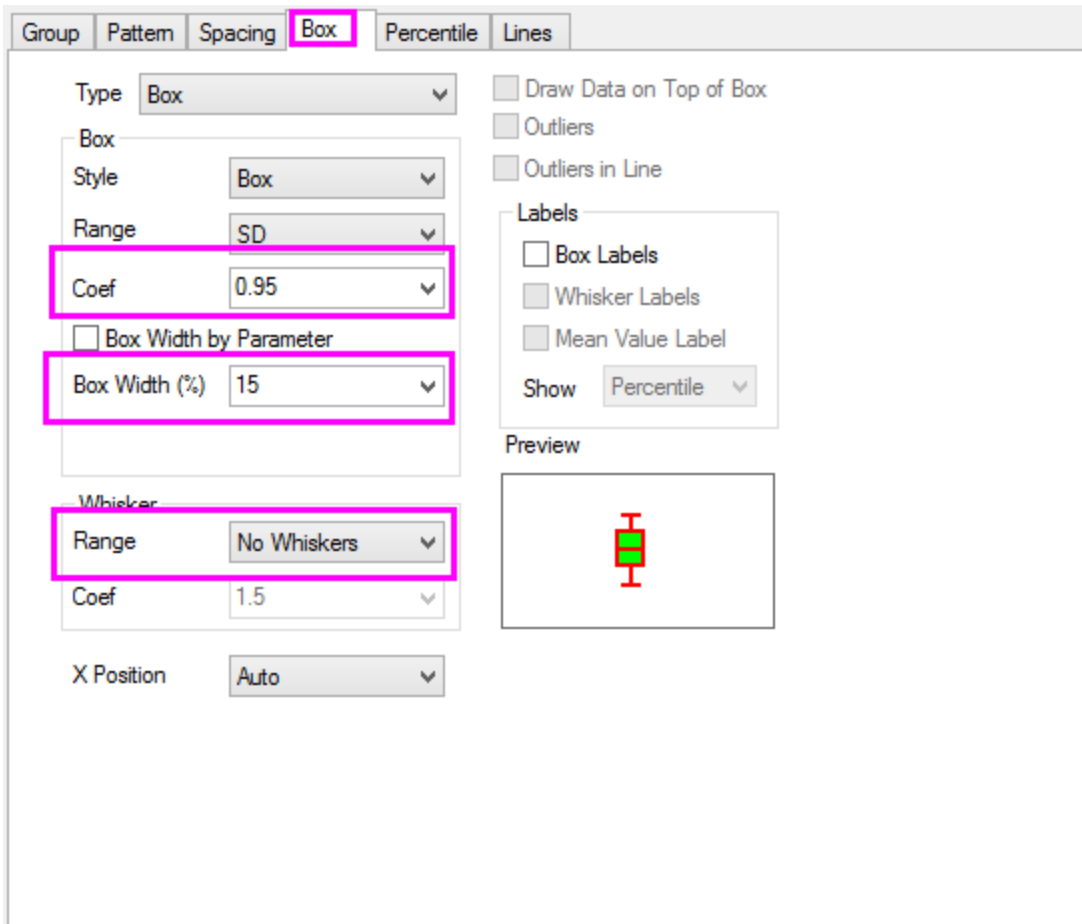 Group Pattern Spacing Box Percentile Lines
Type Box
Box
Style Box
Range SD
Coef 0.95
Box Width by Parameter
Box Width (%) 15
Whisker
Range No Whiskers
Coef 1.5
X Position Auto
Draw Data on Top of Box
Outliers
Outliers in Line
Labels
Box Labels
Whisker Labels
Mean Value Label
Show Percentile
Preview